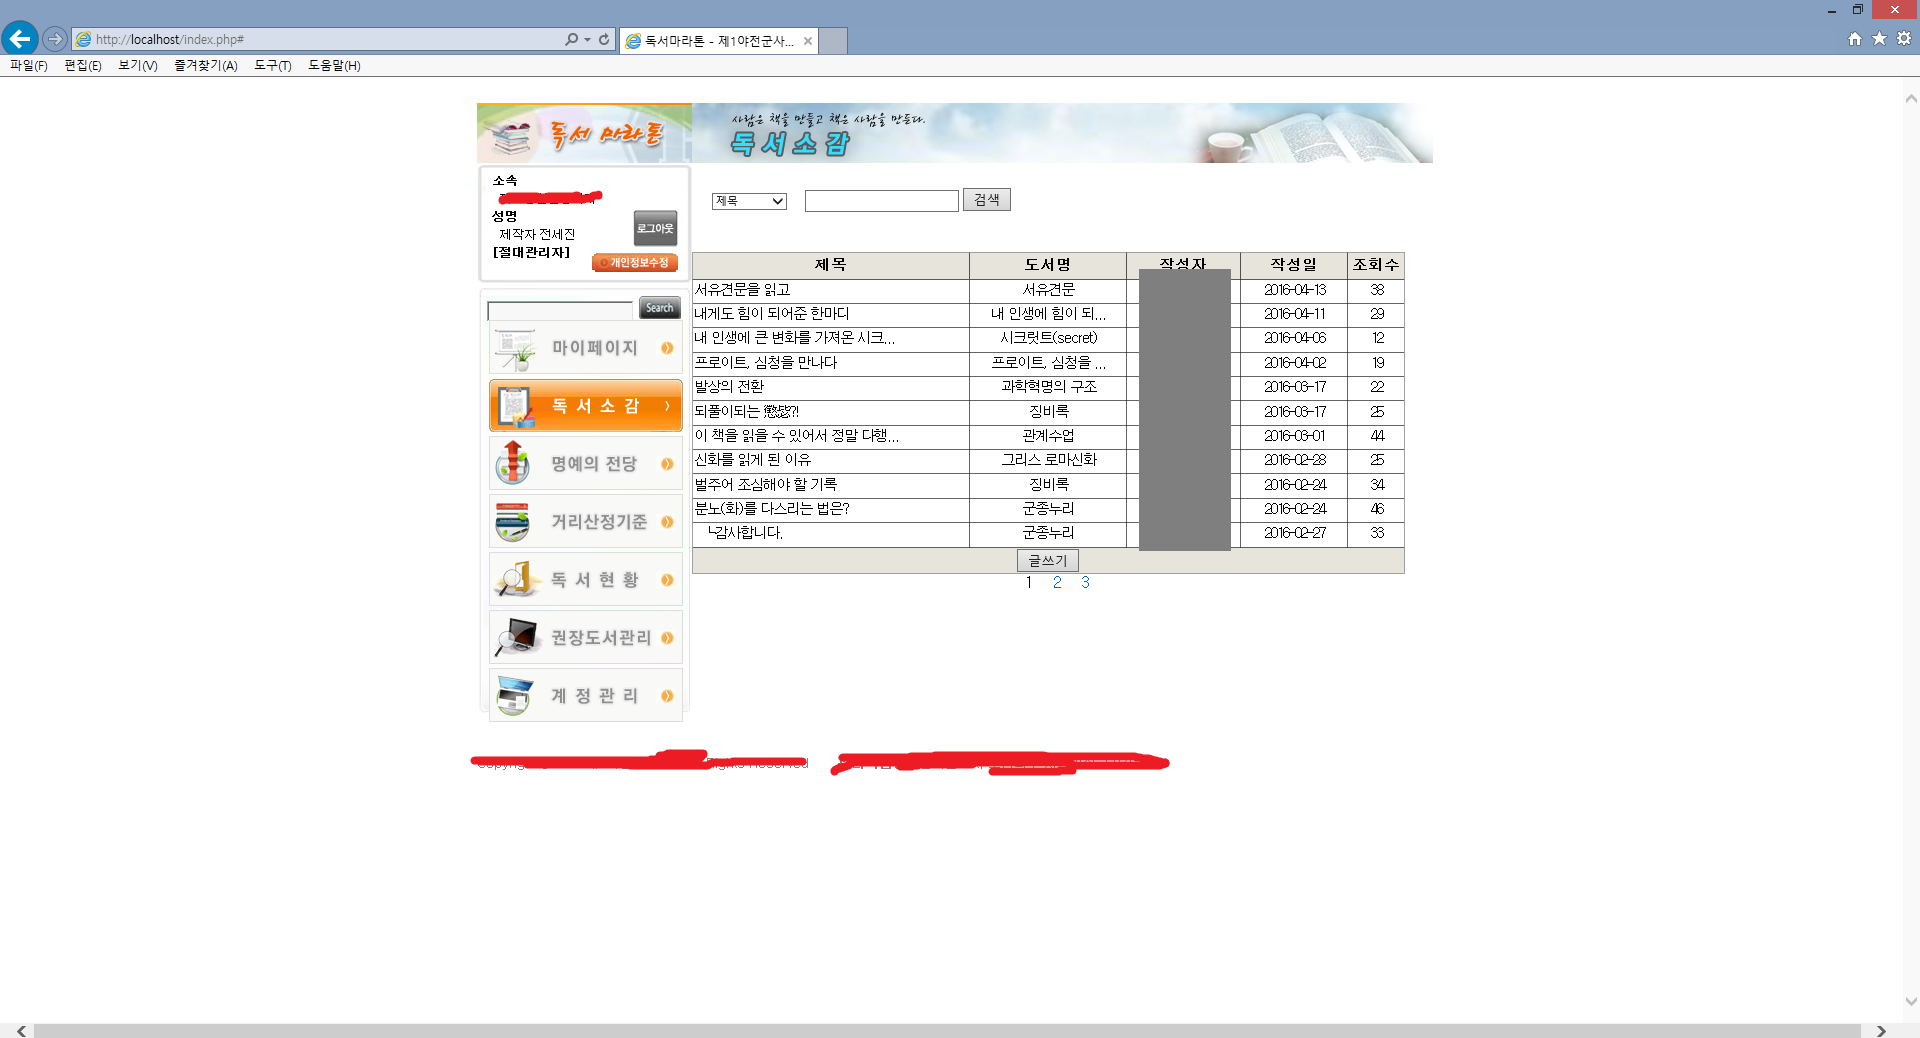 http://localhost/index.php#
독서마라톤 - 제1야전군사...
파일(F) 편집(E) 보기(V) 즐겨찾기(A) 도구(T) 도움말(H)
독서 마라톤
사람은 책을 만들고 책은 사람을 만든다.
독서소감
소속
성명
제작자 전세진
[절대관리자]
로그아웃
개인정보수정
Search
마이페이지
독서소감
명예의 전당
거리산정기준
독서현황
권장도서관리
계정관리
제목 검색
제목 도서명 작성자 작성일 조회수
서유견문을 읽고 서유견문 2016-04-13 38
내게도 힘이 되어준 한마디 내 인생에 힘이 되... 2016-04-11 29
내 인생에 큰 변화를 가져온 시크... 시크릿트(secret) 2016-04-06 12
프로이트, 심청을 만나다 프로이트, 심청을 ... 2016-04-02 19
발상의 전환 과학혁명의 구조 2016-03-17 22
되풀이되는 懲毖?! 징비록 2016-03-17 25
이 책을 읽을 수 있어서 정말 다행... 관계수업 2016-03-01 44
신화를 읽게 된 이유 그리스 로마신화 2016-02-28 25
벌주어 조심해야 할 기록 징비록 2016-02-24 34
분노(화)를 다스리는 법은? 군종누리 2016-02-24 46
┗감사합니다. 군종누리 2016-02-27 33
글쓰기
1 2 3
Rights Reserved